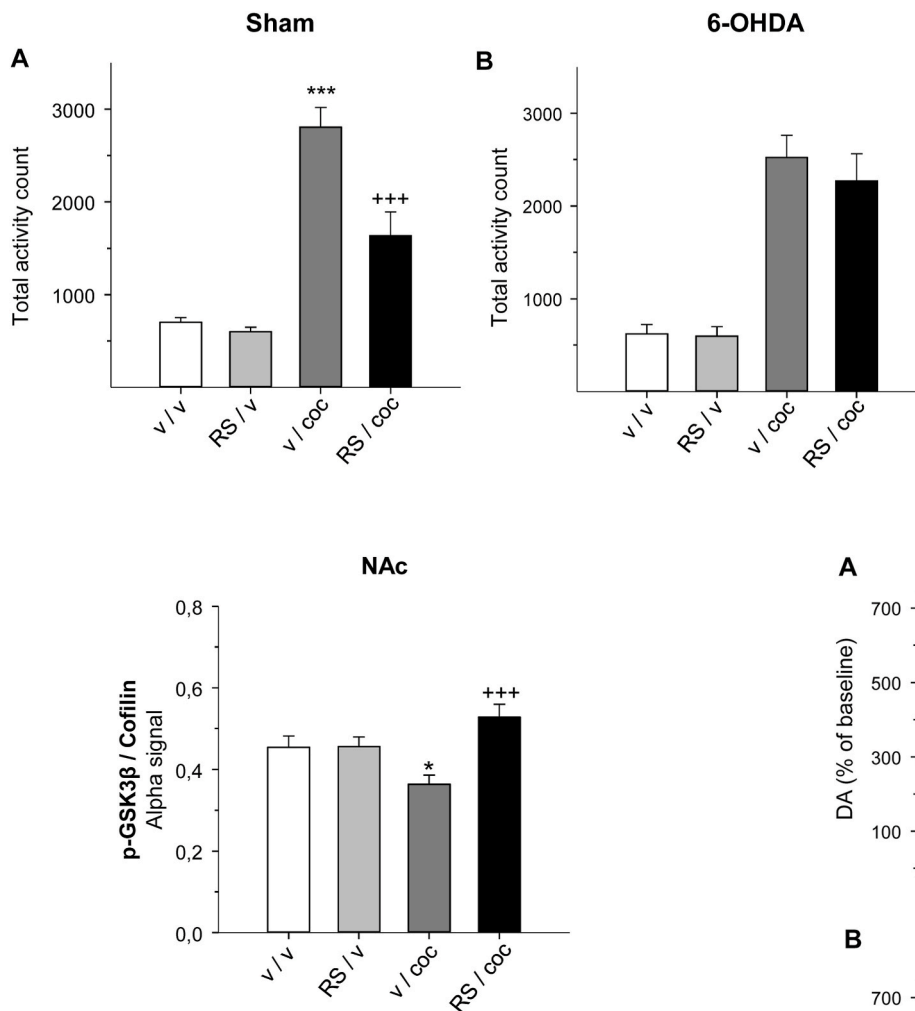 Sham
A
Total activity count
3000
2000
1000
***
+++
v / v
RS / v
v / coc
RS / coc
6-OHDA
B
Total activity count
3000
2000
1000
v / v
RS / v
v / coc
RS / coc
NAc
p-GSK3β / Cofilin
Alpha signal
0,8
0,6
0,4
0,2
0,0
*
+++
v / v
RS / v
v / coc
RS / coc
A
DA (% of baseline)
700
500
300
100
B
700